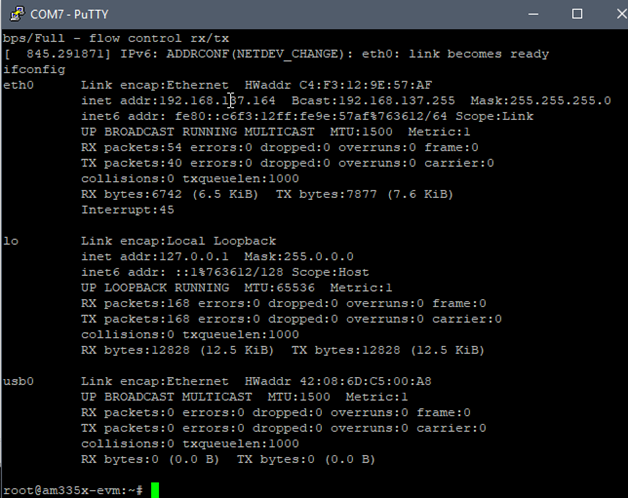 COM7 - PuTTY
bps/Full - flow control rx/tx
[  845.291871] IPv6: ADDRCONF(NETDEV_CHANGE): eth0: link becomes ready
ifconfig
eth0      Link encap:Ethernet  HWaddr C4:F3:12:9E:57:AF
          inet addr:192.168.137.164  Bcast:192.168.137.255  Mask:255.255.255.0
          inet6 addr: fe80::c6f3:12ff:fe9e:57af%763612/64 Scope:Link
          UP BROADCAST RUNNING MULTICAST  MTU:1500  Metric:1
          RX packets:54 errors:0 dropped:0 overruns:0 frame:0
          TX packets:40 errors:0 dropped:0 overruns:0 carrier:0
          collisions:0 txqueuelen:1000
          RX bytes:6742 (6.5 KiB)  TX bytes:7877 (7.6 KiB)
          Interrupt:45
lo        Link encap:Local Loopback
          inet addr:127.0.0.1  Mask:255.0.0.0
          inet6 addr: ::1%763612/128 Scope:Host
          UP LOOPBACK RUNNING  MTU:65536  Metric:1
          RX packets:168 errors:0 dropped:0 overruns:0 frame:0
          TX packets:168 errors:0 dropped:0 overruns:0 carrier:0
          collisions:0 txqueuelen:1000
          RX bytes:12828 (12.5 KiB)  TX bytes:12828 (12.5 KiB)
usb0      Link encap:Ethernet  HWaddr 42:08:6D:C5:00:A8
          UP BROADCAST MULTICAST  MTU:1500  Metric:1
          RX packets:0 errors:0 dropped:0 overruns:0 frame:0
          TX packets:0 errors:0 dropped:0 overruns:0 carrier:0
          collisions:0 txqueuelen:1000
          RX bytes:0 (0.0 B)  TX bytes:0 (0.0 B)
root@am335x-evm:~#